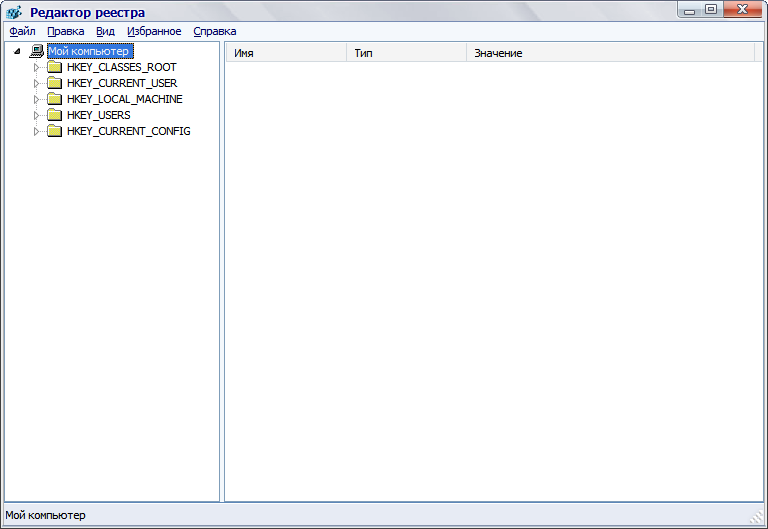 Редактор реестра
Файл Правка Вид Избранное Справка
Мой компьютер
HKEY_CLASSES_ROOT
HKEY_CURRENT_USER
HKEY_LOCAL_MACHINE
HKEY_USERS
HKEY_CURRENT_CONFIG
Имя Тип Значение
Мой компьютер